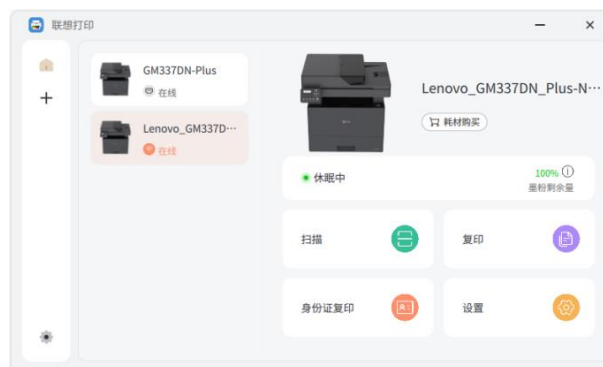 联想打印
GM337DN-Plus
在线
Lenovo_GM337D···
在线
Lenovo_GM337DN_Plus-N···
耗材购买
休眠中
100%
墨粉剩余量
扫描
复印
身份证复印
设置